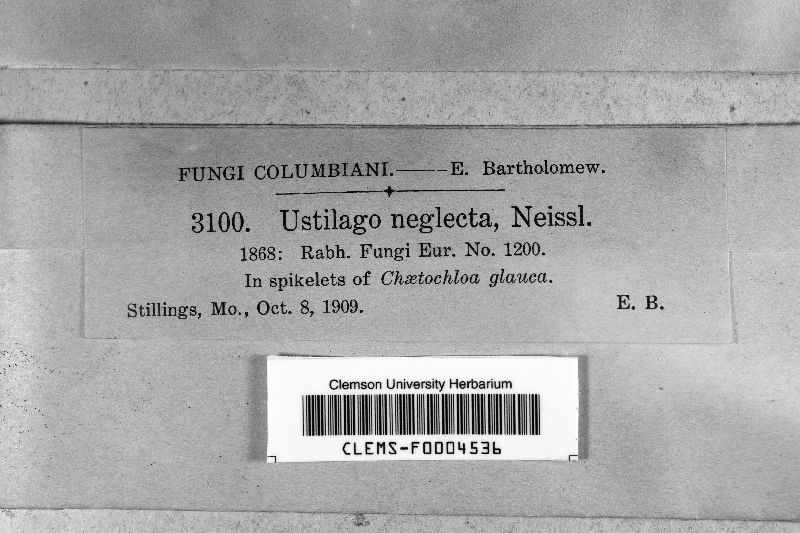 FUNGI COLUMBIANI.——E. Bartholomew.
3100. Ustilago neglecta, Neissl.
1868: Rabh. Fungi Eur. No. 1200.
In spikelets of Chætochloa glauca.
Stillings, Mo., Oct. 8, 1909. E. B.
Clemson University Herbarium
CLEMS-F0004536